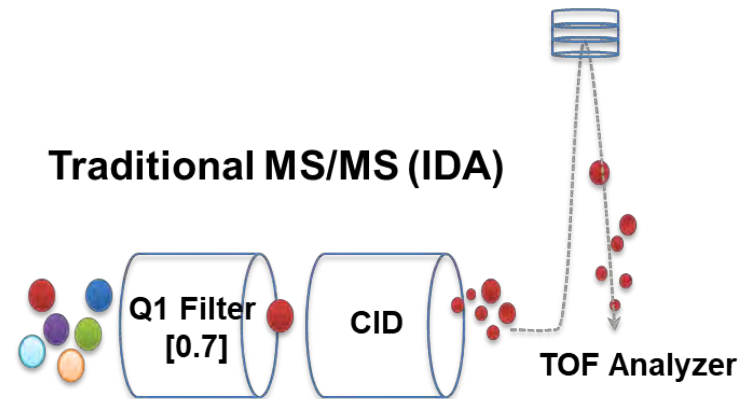 Traditional MS/MS (IDA)
Q1 Filter
[0.7]
CID
TOF Analyzer